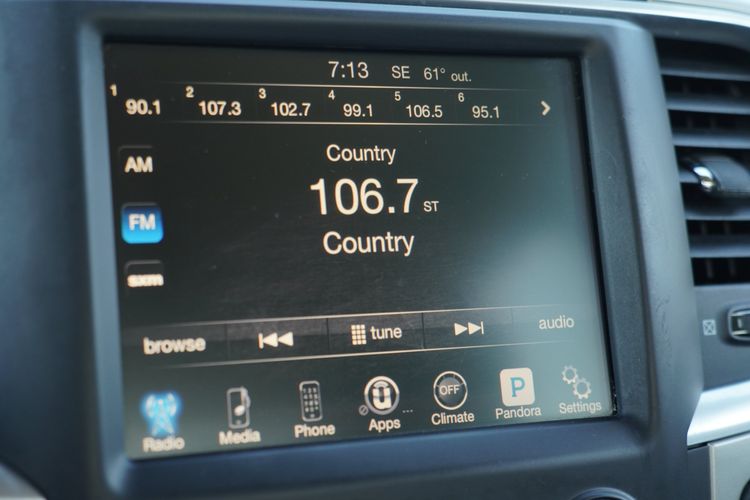 7:13 SE 61° out.
1 90.1 2 107.3 3 102.7 4 99.1 5 106.5 6 95.1
AM
Country
106.7 ST
FM
Country
sxm
browse tune audio
OFF P
Radio Media Phone Apps Climate Pandora Settings